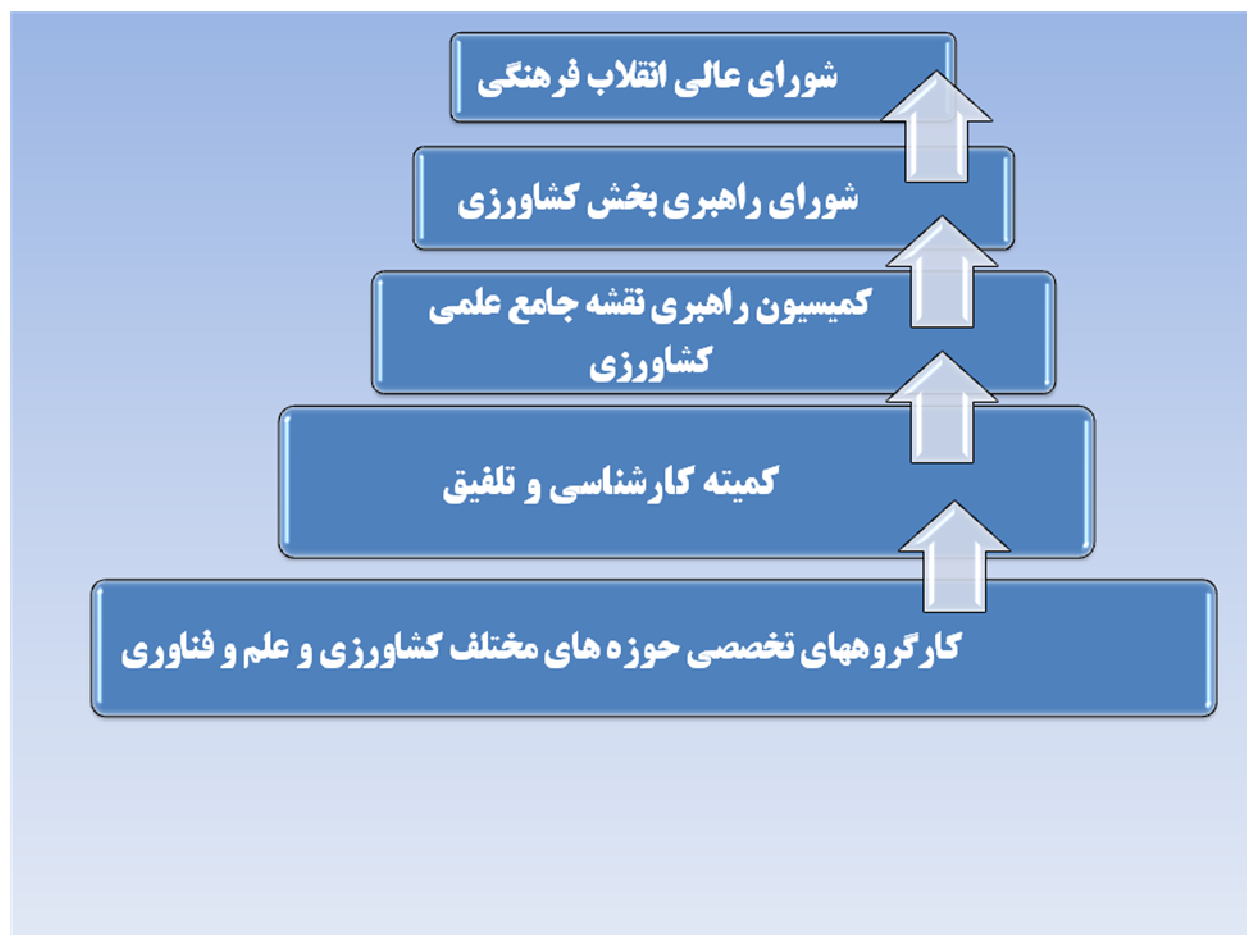 شورای عالی انقلاب فرهنگی
شورای راهبری بخش کشاورزی
کمیسیون راهبری نقشه جامع علمی
کشاورزی
کمیته کارشناسی و تلفیق
کارگروههای تخصصی حوزه های مختلف کشاورزی و علم و فناوری